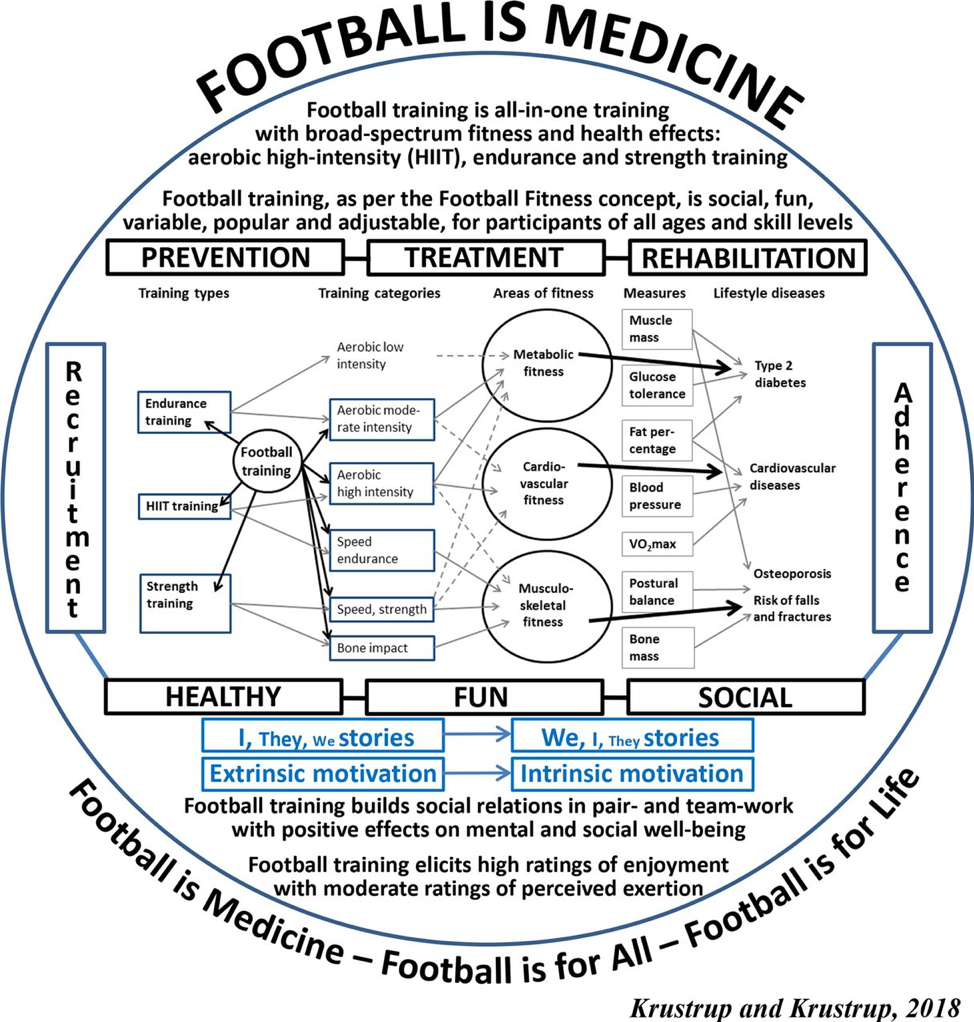 FOOTBALL IS MEDICINE
Football training is all-in-one training
with broad-spectrum fitness and health effects:
aerobic high-intensity (HIIT), endurance and strength training
Football training, as per the Football Fitness concept, is social, fun,
variable, popular and adjustable, for participants of all ages and skill levels
PREVENTION
TREATMENT
REHABILITATION
Training types
Training categories
Areas of fitness
Measures
Lifestyle diseases
Recruitment
Endurance
training
Football
training
HIIT training
Strength
training
Aerobic low
intensity
Aerobic mode-
rate intensity
Aerobic
high intensity
Speed
endurance
Speed, strength
Bone impact
Metabolic
fitness
Cardio-
vascular
fitness
Musculo-
skeletal
fitness
Muscle
mass
Glucose
tolerance
Fat per-
centage
Blood
pressure
VO₂max
Postural
balance
Bone
mass
Type 2
diabetes
Cardiovascular
diseases
Osteoporosis
Risk of falls
and fractures
Adherence
HEALTHY
FUN
SOCIAL
I, They, We stories
We, I, They stories
Extrinsic motivation
Intrinsic motivation
Football training builds social relations in pair- and team-work
with positive effects on mental and social well-being
Football training elicits high ratings of enjoyment
with moderate ratings of perceived exertion
Football is Medicine – Football is for All – Football is for Life
Krustrup and Krustrup, 2018